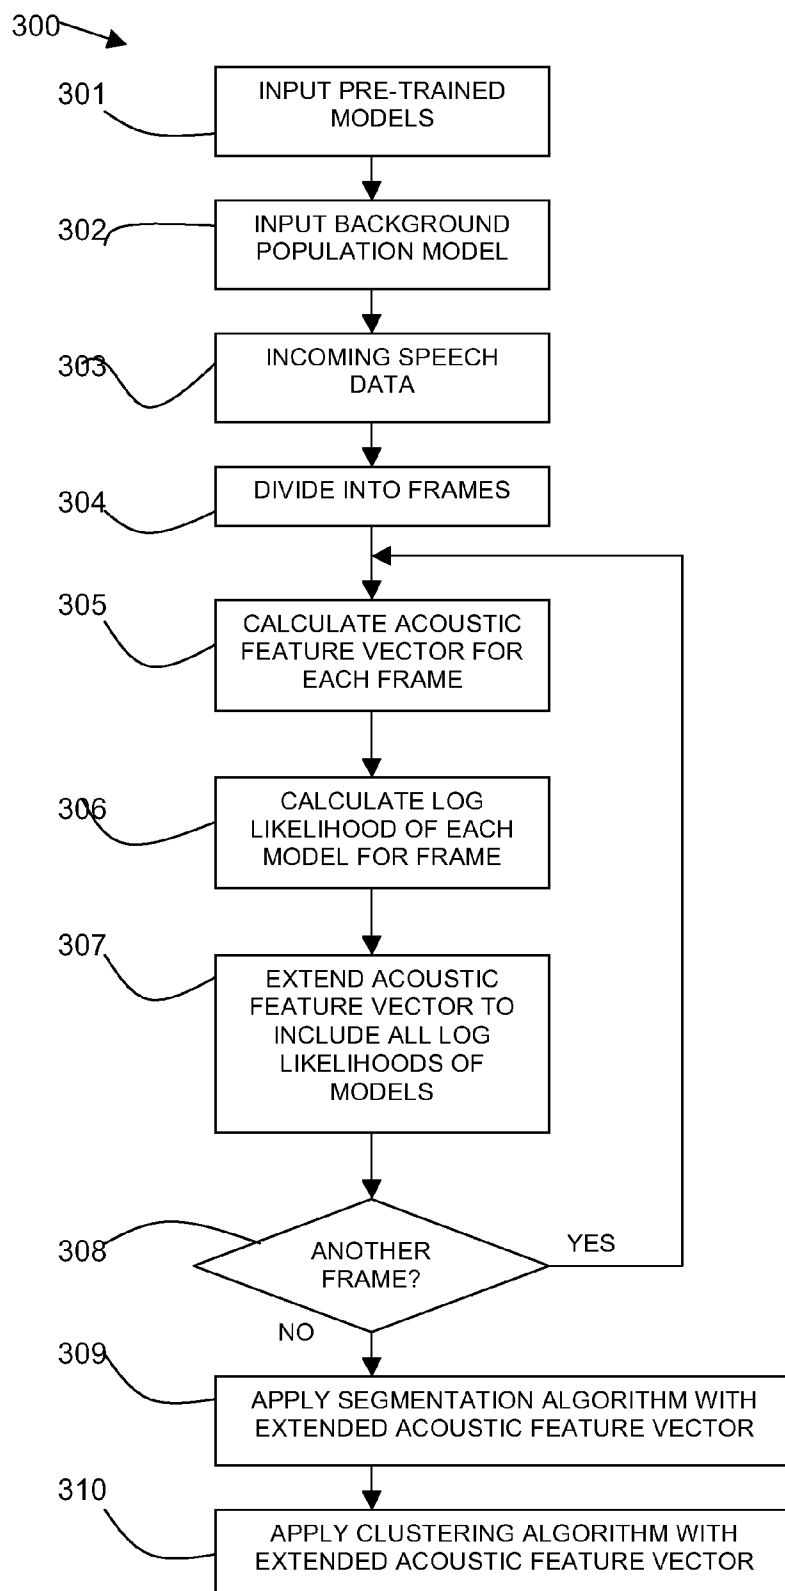 300
301
INPUT PRE-TRAINED
MODELS
302
INPUT BACKGROUND
POPULATION MODEL
303
INCOMING SPEECH
DATA
304
DIVIDE INTO FRAMES
305
CALCULATE ACOUSTIC
FEATURE VECTOR FOR
EACH FRAME
306
CALCULATE LOG
LIKELIHOOD OF EACH
MODEL FOR FRAME
307
EXTEND ACOUSTIC
FEATURE VECTOR TO
INCLUDE ALL LOG
LIKELIHOODS OF
MODELS
308
ANOTHER
FRAME?
YES
NO
309
APPLY SEGMENTATION ALGORITHM WITH
EXTENDED ACOUSTIC FEATURE VECTOR
310
APPLY CLUSTERING ALGORITHM WITH
EXTENDED ACOUSTIC FEATURE VECTOR